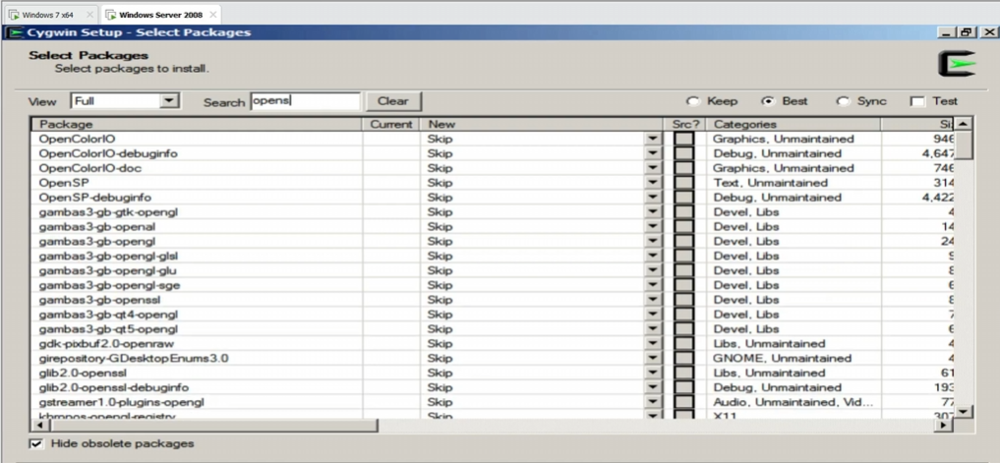 Windows 7 x64 × Windows Server 2008 ×
Cygwin Setup - Select Packages
Select Packages
Select packages to install.
View Full Search opens Clear Keep Best Sync Test
Package Current New Src? Categories
OpenColorIO Skip Graphics, Unmaintained 946
OpenColorIO-debuginfo Skip Debug, Unmaintained 4,647
OpenColorIO-doc Skip Graphics, Unmaintained 746
OpenSP Skip Text, Unmaintained 314
OpenSP-debuginfo Skip Debug, Unmaintained 4,422
gambas3-gb-gtk-opengl Skip Devel, Libs 4
gambas3-gb-openal Skip Devel, Libs 14
gambas3-gb-opengl Skip Devel, Libs 24
gambas3-gb-opengl-glsl Skip Devel, Libs
gambas3-gb-opengl-glu Skip Devel, Libs
gambas3-gb-opengl-sge Skip Devel, Libs
gambas3-gb-openssl Skip Devel, Libs
gambas3-gb-qt4-opengl Skip Devel, Libs
gambas3-gb-qt5-opengl Skip Devel, Libs
gdk-pixbuf2.0-openraw Skip Libs, Unmaintained 4
girepository-GDesktopEnums3.0 Skip GNOME, Unmaintained 4
glib2.0-openssl Skip Libs, Unmaintained 61
glib2.0-openssl-debuginfo Skip Debug, Unmaintained 193
gstreamer1.0-plugins-opengl Skip Audio, Unmaintained, Vid... 77
khronos-opengl-registry Skip X11 307
Hide obsolete packages